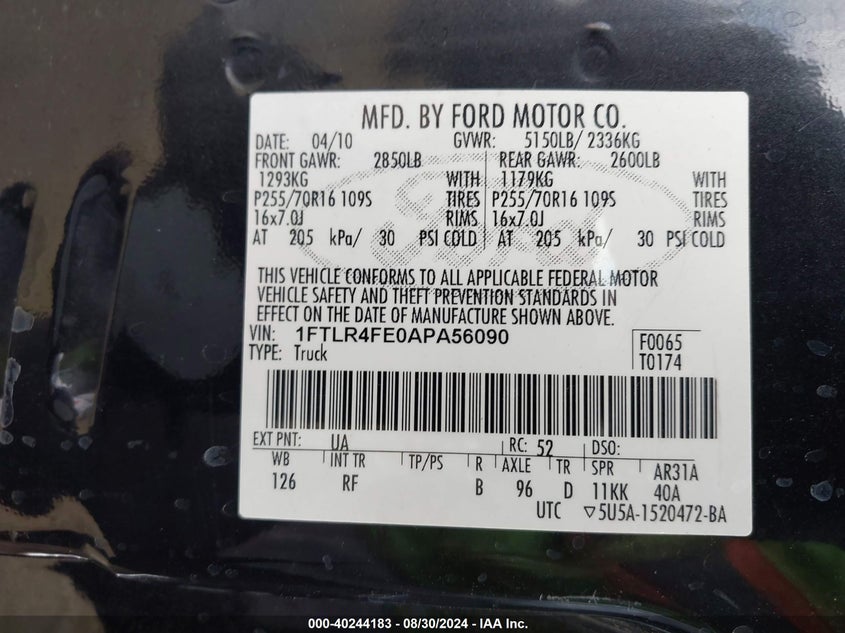 MFD. BY FORD MOTOR CO.
DATE: 04/10 GVWR: 5150LB/ 2336KG
FRONT GAWR: 2850LB REAR GAWR: 2600LB
1293KG WITH 1179KG WITH
P255/70R16 109S TIRES P255/70R16 109S TIRES
16x7.0J RIMS 16x7.0J RIMS
AT 205 kPa/ 30 PSI COLD AT 205 kPa/ 30 PSI COLD
THIS VEHICLE CONFORMS TO ALL APPLICABLE FEDERAL MOTOR
VEHICLE SAFETY AND THEFT PREVENTION STANDARDS IN
EFFECT ON THE DATE OF MANUFACTURE SHOWN ABOVE.
VIN: 1FTLR4FE0APA56090 F0065
TYPE: Truck T0174
EXT PNT: UA RC: 52 DSO:
WB INT TR TP/PS R AXLE TR SPR AR31A
126 RF B 96 D 11KK 40A
UTC ▽5U5A-1520472-BA
000-40244183 - 08/30/2024 - IAA Inc.